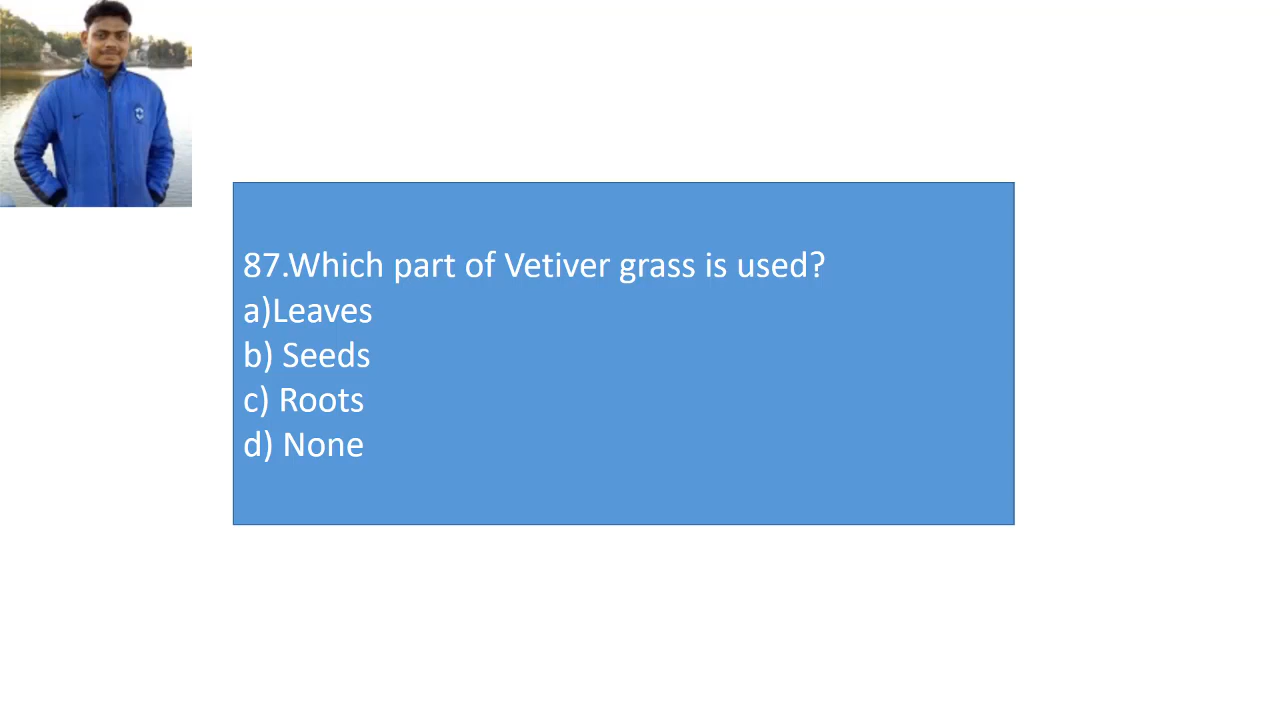 87.Which part of Vetiver grass is used?
a)Leaves
b) Seeds
c) Roots
d) None